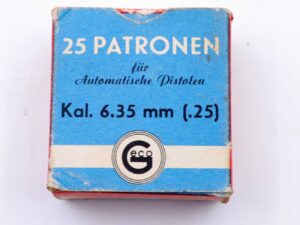 25 PATRONEN
für
Automatische Pistolen
Kal. 6.35 mm (.25)
Geco